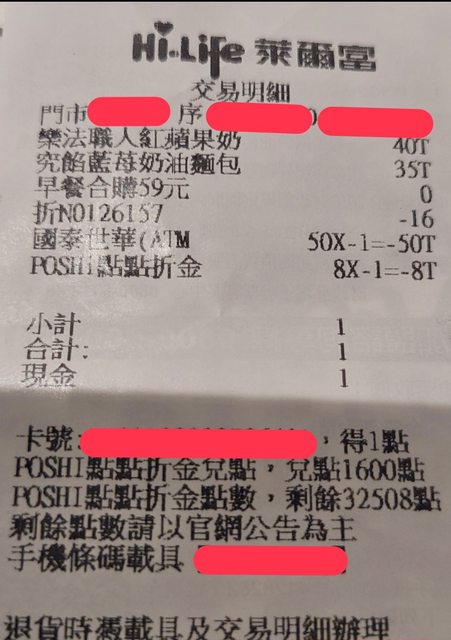 Hi-Life 萊爾富
交易明細
門市 序
樂法職人紅蘋果奶 40T
究餡藍莓奶油麵包 35T
早餐合購59元 0
折N0126157 -16
國泰世華(ATM 50X-1=-50T
POSHI點點折金 8X-1=-8T
小計 1
合計: 1
現金 1
卡號: ,得1點
POSHI點點折金兌點,兌點1600點
POSHI點點折金點數,剩餘32508點
剩餘點數請以官網公告為主
手機條碼載具
退貨時憑載具及交易明細辦理